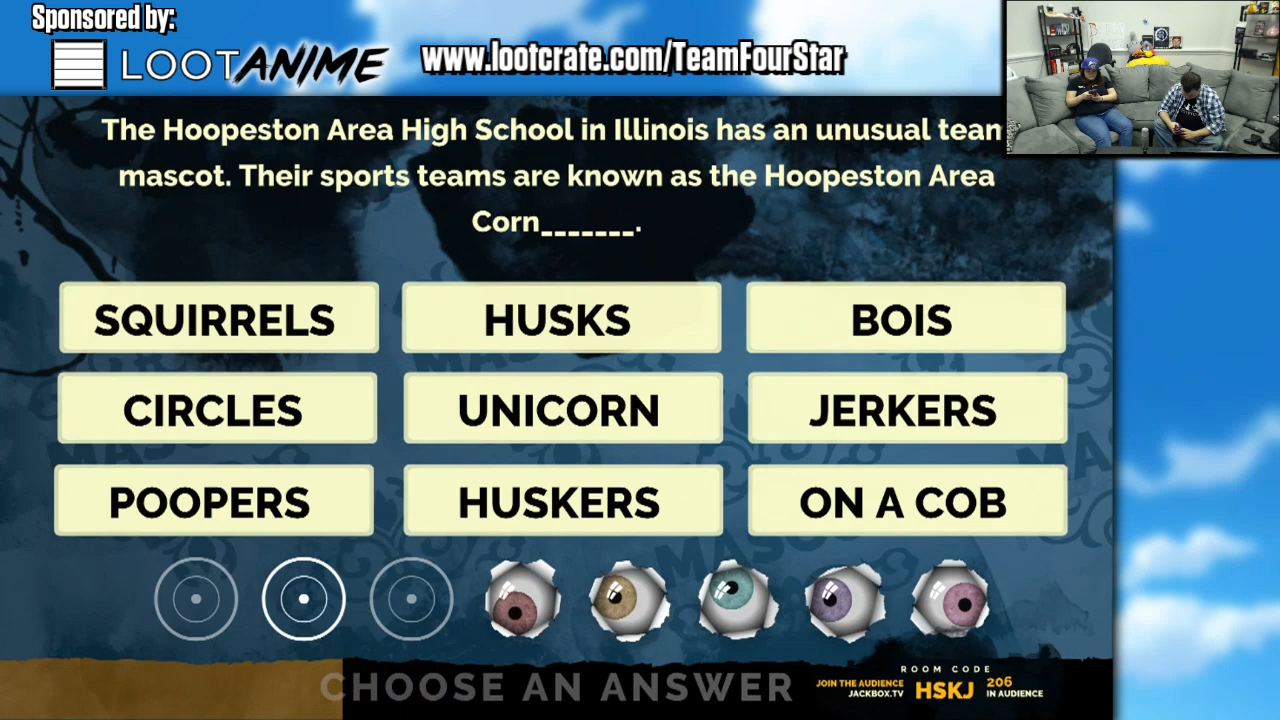 Sponsored by:
LOOTANIME
www.lootcrate.com/TeamFourStar
The Hoopeston Area High School in Illinois has an unusual team
mascot. Their sports teams are known as the Hoopeston Area
Corn_______.
SQUIRRELS
HUSKS
BOIS
CIRCLES
UNICORN
JERKERS
POOPERS
HUSKERS
ON A COB
CHOOSE AN ANSWER
JOIN THE AUDIENCE
JACKBOX.TV
ROOM CODE
HSKJ
206
IN AUDIENCE